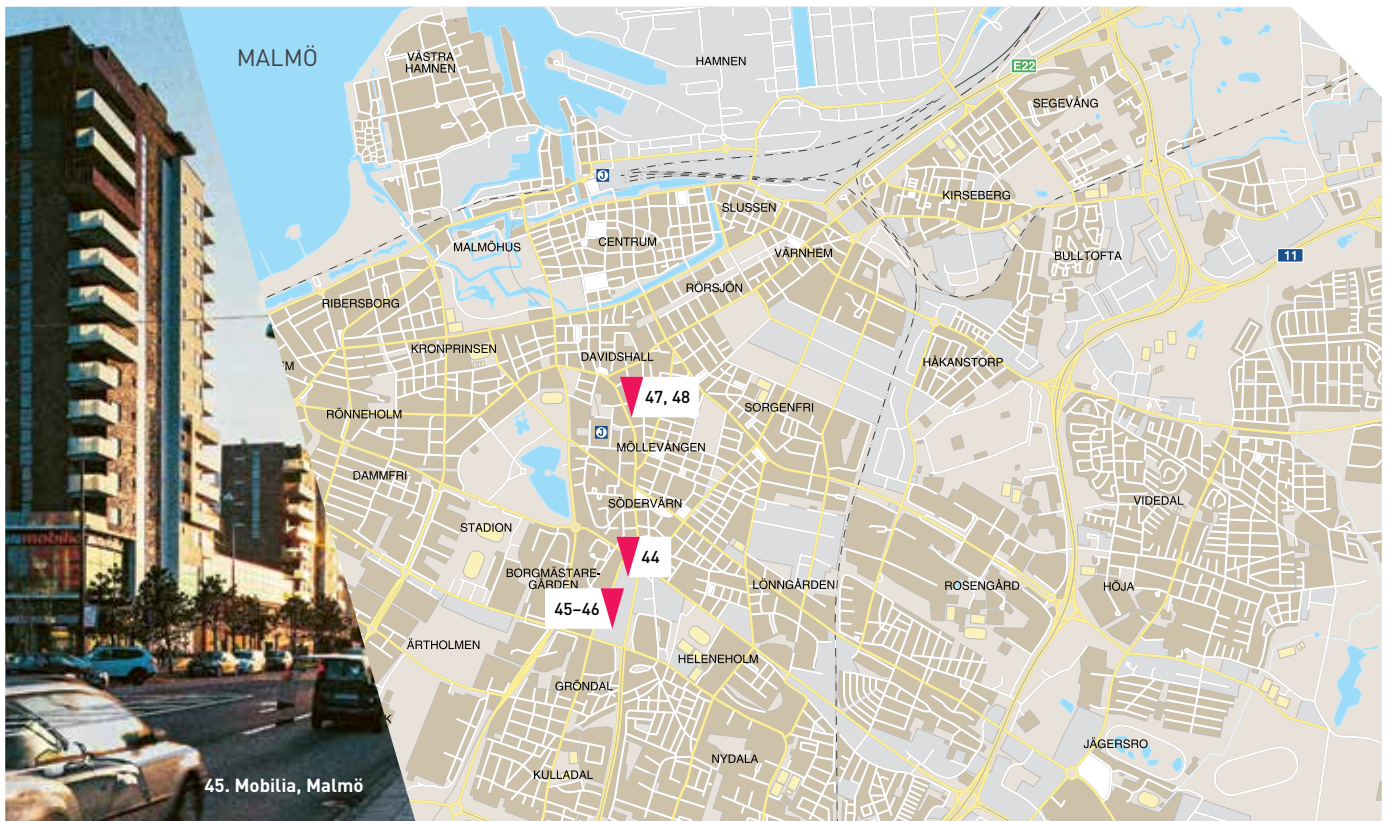 MALMÖ
VÄSTRA
HAMNEN
HAMNEN
E22
SEGEVÅNG
KIRSEBERG
SLUSSEN
MALMÖHUS
CENTRUM
VÄRNHEM
BULLTOFTA
11
RÖRSJÖN
RIBERSBORG
KRONPRINSEN
DAVIDSHALL
HÅKANSTORP
47, 48
SORGENFRI
RÖNNEHOLM
J
J
MÖLLEVÅNGEN
DAMMFRI
SÖDERVÄRN
VIDEDAL
STADION
44
BORGMÄSTARE-
GÅRDEN
LÖNNGÅRDEN
ROSENGÅRD
HÖJA
45–46
ÄRTHOLMEN
HELENEHOLM
GRÖNDAL
JÄGERSRO
NYDALA
KULLADAL
mobilia
45. Mobilia, Malmö